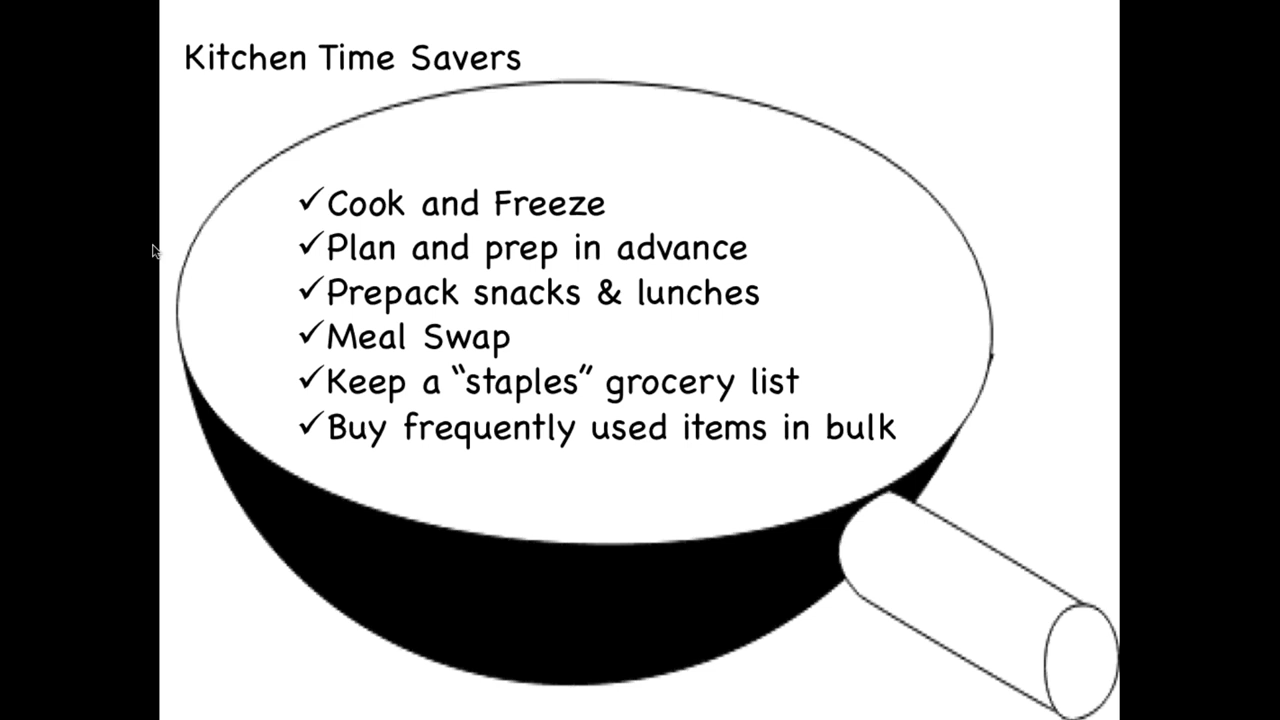 Kitchen Time Savers
✓Cook and Freeze
✓Plan and prep in advance
✓Prepack snacks & lunches
✓Meal Swap
✓Keep a “staples” grocery list
✓Buy frequently used items in bulk